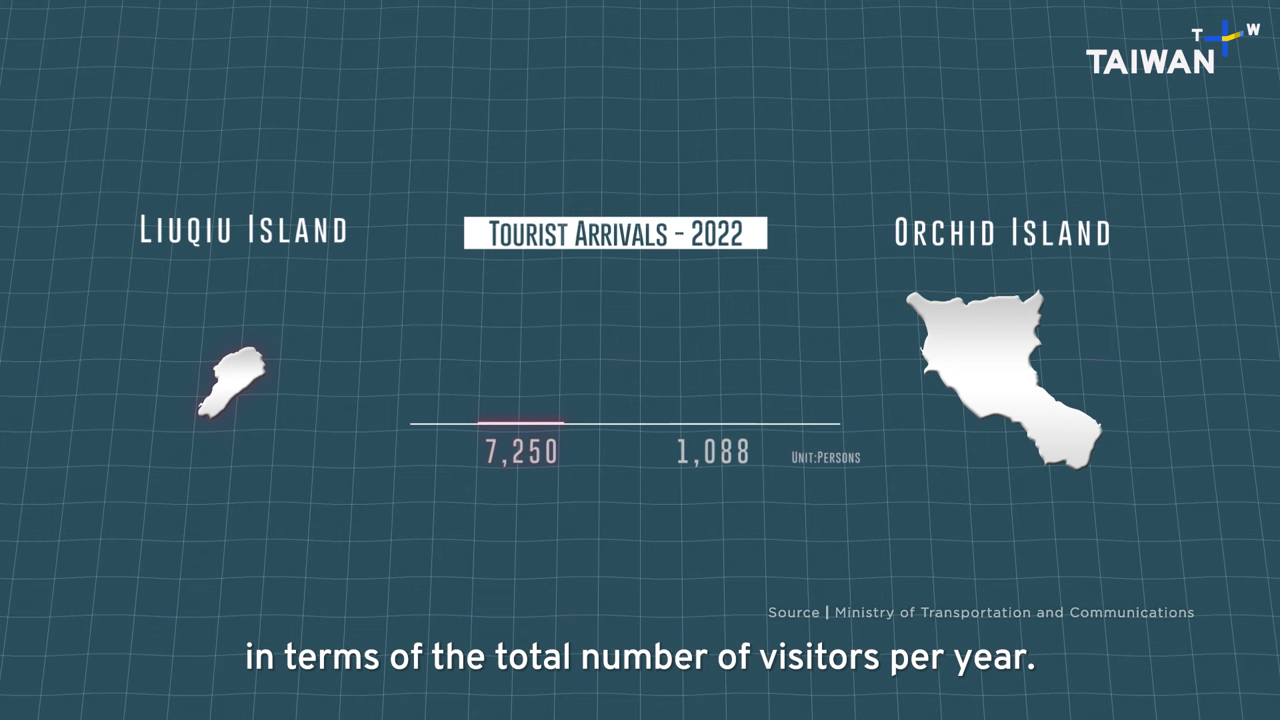 T W
TAIWAN
LIUQIU ISLAND
TOURIST ARRIVALS - 2022
ORCHID ISLAND
7,250
1,088
UNIT:PERSONS
Source | Ministry of Transportation and Communications
in terms of the total number of visitors per year.